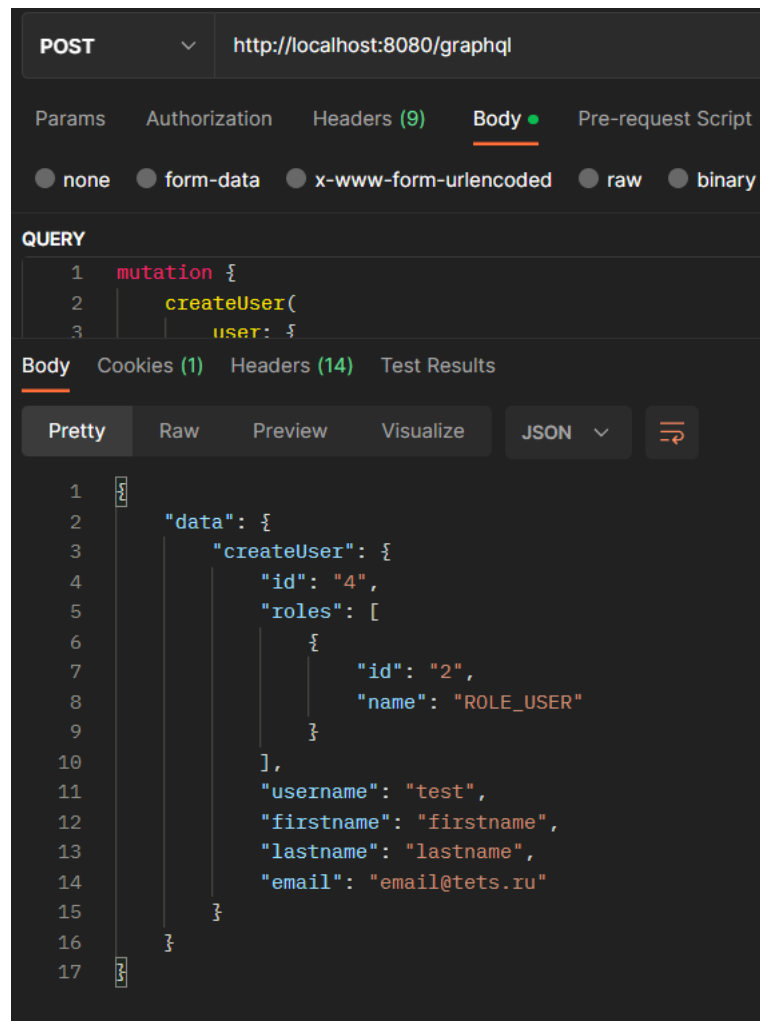 POST http://localhost:8080/graphql
Params Authorization Headers (9) Body Pre-request Script
none form-data x-www-form-urlencoded raw binary
QUERY
1 mutation {
2 createUser(
3 user: {
Body Cookies (1) Headers (14) Test Results
Pretty Raw Preview Visualize JSON
1 {
2 "data": {
3 "createUser": {
4 "id": "4",
5 "roles": [
6 {
7 "id": "2",
8 "name": "ROLE_USER"
9 }
10 ],
11 "username": "test",
12 "firstname": "firstname",
13 "lastname": "lastname",
14 "email": "email@tets.ru"
15 }
16 }
17 }